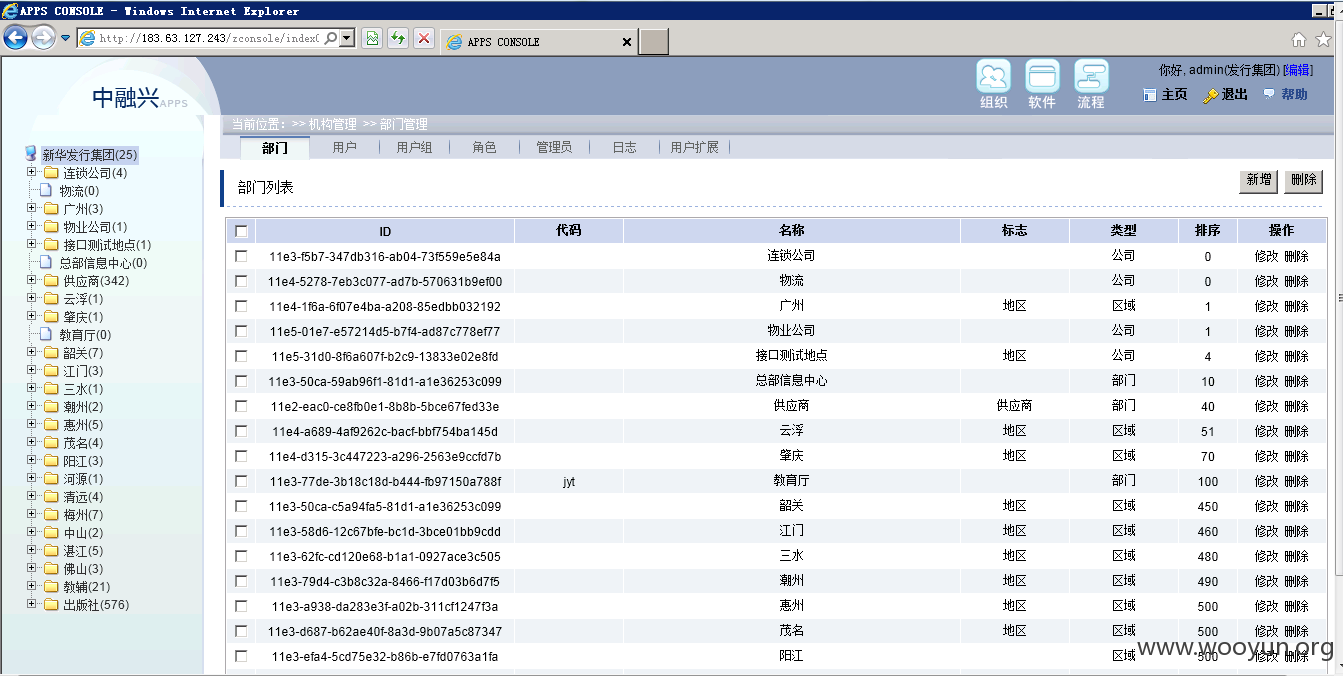 APPS CONSOLE - Windows Internet Explorer
http://183.63.127.243/zconsole/index
APPS CONSOLE
中融兴APPS
组织 软件 流程
你好, admin(发行集团) [编辑]
主页 退出 帮助
当前位置: >> 机构管理 >> 部门管理
部门 用户 用户组 角色 管理员 日志 用户扩展
部门列表
新增 删除
新华发行集团(25)
连锁公司(4)
物流(0)
广州(3)
物业公司(1)
接口测试地点(1)
总部信息中心(0)
供应商(342)
云浮(1)
肇庆(1)
教育厅(0)
韶关(7)
江门(3)
三水(1)
潮州(2)
惠州(5)
茂名(4)
阳江(3)
河源(1)
清远(4)
梅州(7)
中山(2)
湛江(5)
佛山(3)
教辅(21)
出版社(576)
ID 代码 名称 标志 类型 排序 操作
11e3-f5b7-347db316-ab04-73f559e5e84a 连锁公司 公司 0 修改 删除
11e4-5278-7eb3c077-ad7b-570631b9ef00 物流 公司 0 修改 删除
11e4-1f6a-6f07e4ba-a208-85edbb032192 广州 地区 区域 1 修改 删除
11e5-01e7-e57214d5-b7f4-ad87c778ef77 物业公司 公司 1 修改 删除
11e5-31d0-8f6a607f-b2c9-13833e02e8fd 接口测试地点 地区 公司 4 修改 删除
11e3-50ca-59ab96f1-81d1-a1e36253c099 总部信息中心 部门 10 修改 删除
11e2-eac0-ce8fb0e1-8b8b-5bce67fed33e 供应商 供应商 部门 40 修改 删除
11e4-a689-4af9262c-bacf-bbf754ba145d 云浮 地区 区域 51 修改 删除
11e4-d315-3c447223-a296-2563e9ccfd7b 肇庆 地区 区域 70 修改 删除
11e3-77de-3b18c18d-b444-fb97150a788f jyt 教育厅 部门 100 修改 删除
11e3-50ca-c5a94fa5-81d1-a1e36253c099 韶关 地区 区域 450 修改 删除
11e3-58d6-12c67bfe-bc1d-3bce01bb9cdd 江门 地区 区域 460 修改 删除
11e3-62fc-cd120e68-b1a1-0927ace3c505 三水 地区 区域 480 修改 删除
11e3-79d4-c3b8c32a-8466-f17d03b6d7f5 潮州 地区 区域 490 修改 删除
11e3-a938-da283e3f-a02b-311cf1247f3a 惠州 地区 区域 500 修改 删除
11e3-d687-b62ae40f-8a3d-9b07a5c87347 茂名 地区 区域 500 修改 删除
11e3-efa4-5cd75e32-b86b-e7fd0763a1fa 阳江 区域 500 修改 删除
www.wooyun.org